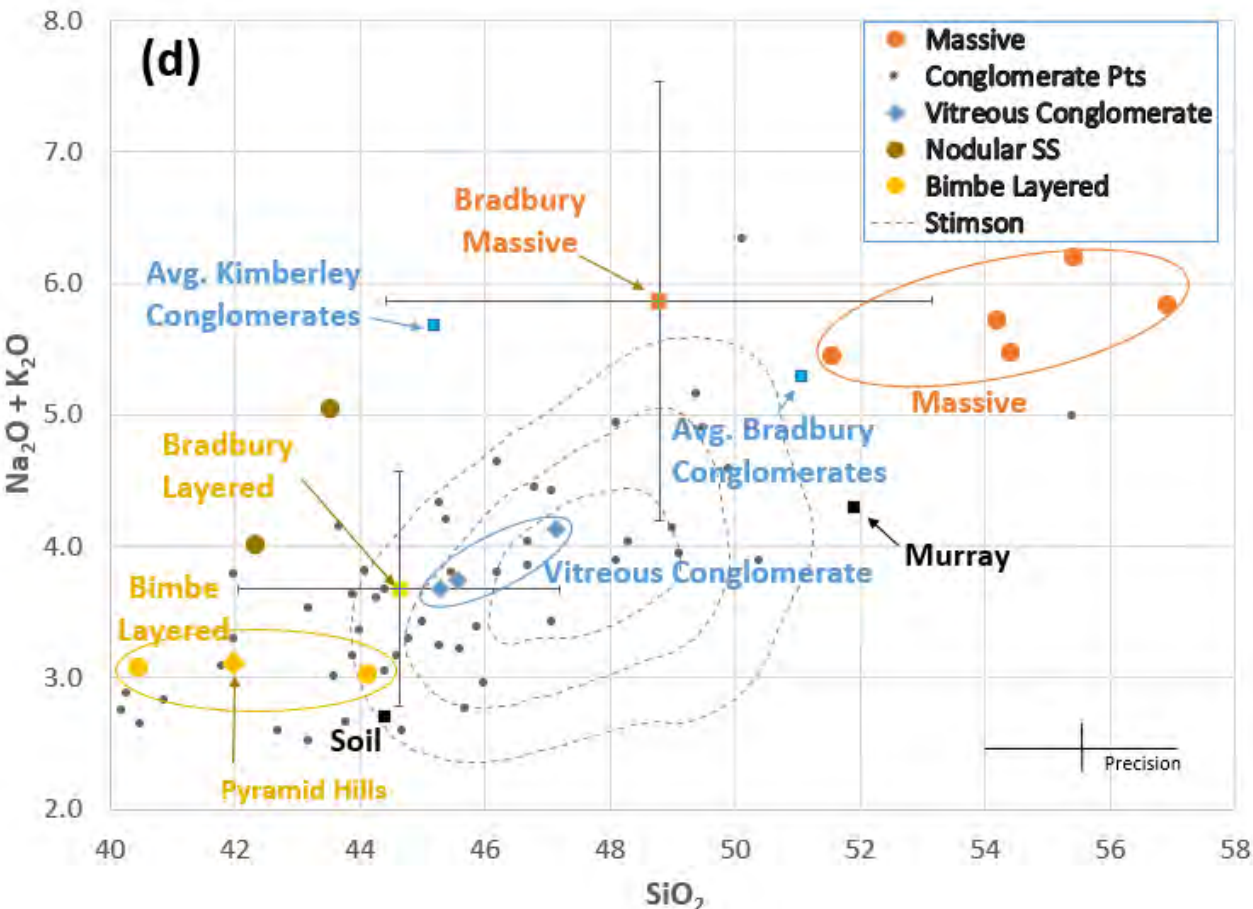 (d)
8.0
7.0
6.0
5.0
4.0
3.0
2.0
Na2O + K2O
Massive
Conglomerate Pts
Vitreous Conglomerate
Nodular SS
Bimbe Layered
Stimson
Bradbury
Massive
Avg. Kimberley
Conglomerates
Massive
Bradbury
Layered
Avg. Bradbury
Conglomerates
Murray
Vitreous Conglomerate
Bimbe
Layered
Soil
Pyramid Hills
Precision
40
42
44
46
48
50
52
54
56
58
SiO2